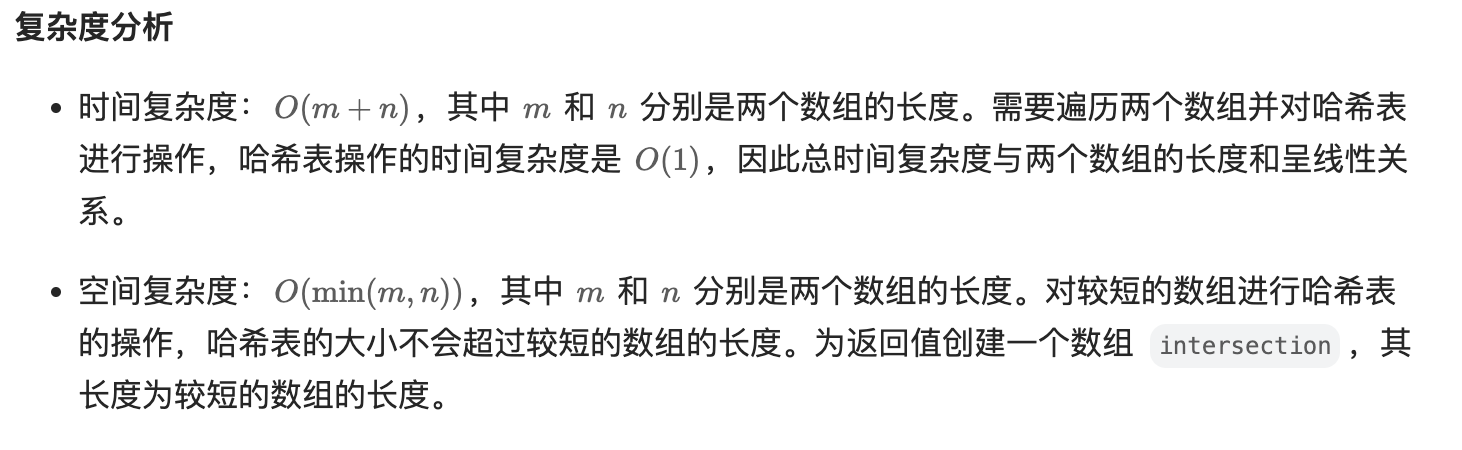 复杂度分析
• 时间复杂度：O(m + n)，其中 m 和 n 分别是两个数组的长度。需要遍历两个数组并对哈希表
进行操作，哈希表操作的时间复杂度是 O(1)，因此总时间复杂度与两个数组的长度和呈线性关
系。
• 空间复杂度：O(min(m, n))，其中 m 和 n 分别是两个数组的长度。对较短的数组进行哈希表
的操作，哈希表的大小不会超过较短的数组的长度。为返回值创建一个数组 intersection ，其
长度为较短的数组的长度。